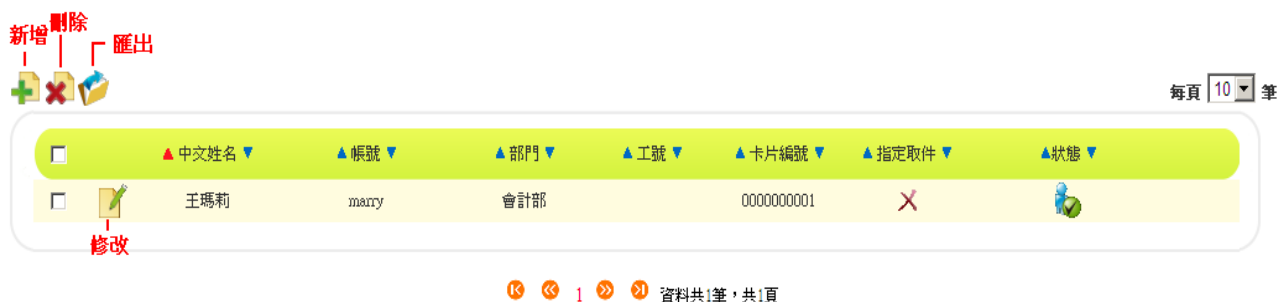 新增 刪除 匯出
每頁 10 筆
▲ 中文姓名 ▼ ▲ 帳號 ▼ ▲ 部門 ▼ ▲ 工號 ▼ ▲ 卡片編號 ▼ ▲ 指定取件 ▼ ▲狀態 ▼
王瑪莉 marry 會計部 0000000001
修改
1 資料共1筆，共1頁